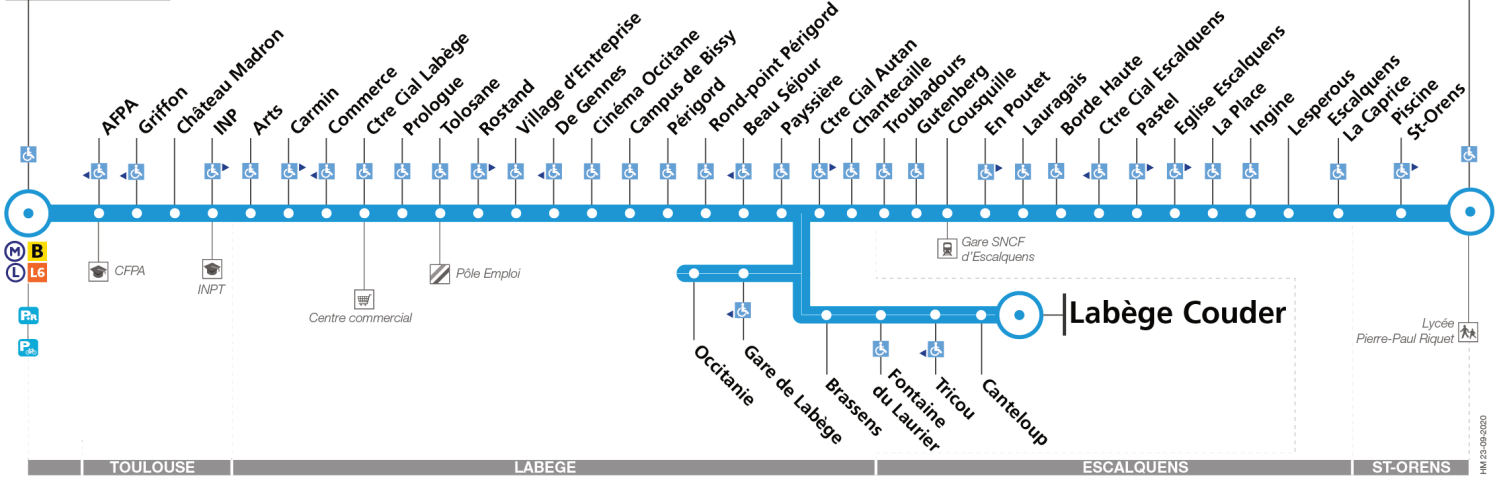 AFPA
Griffon
Château Madron
INP
Arts
Carmin
Commerce
Ctre Cial Labège
Prologue
Tolosane
Rostand
Village d'Entreprise
De Gennes
Cinéma Occitane
Campus de Bissy
Périgord
Rond-point Périgord
Beau Séjour
Payssière
Ctre Cial Autan
Chantecaille
Troubadours
Gutenberg
Cousquille
En Poutet
Lauragais
Borde Haute
Ctre Cial Escalquens
Pastel
Eglise Escalquens
La Place
Ingine
Lesperous
Escalquens
La Caprice
Piscine
St-Orens
M B
L L6
P+R
P
CFPA
INPT
Centre commercial
Pôle Emploi
Gare SNCF
d'Escalquens
Lycée
Pierre-Paul Riquet
Labège Couder
Occitanie
Gare de Labège
Brassens
Fontaine
du Laurier
Tricou
Canteloup
TOULOUSE
LABEGE
ESCALQUENS
ST-ORENS
HM 23-09-2020